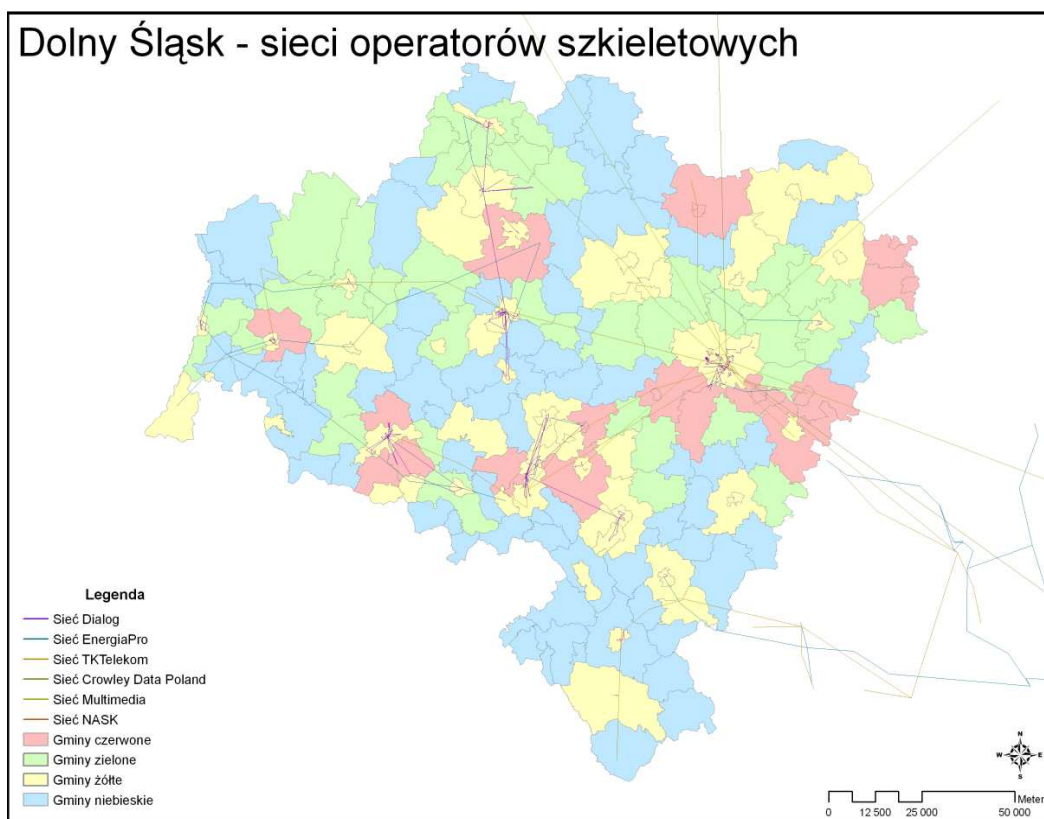 Dolny Śląsk - sieci operatorów szkieletowych
Legenda
Sieć Dialog
Sieć EnergiaPro
Sieć TKTelekom
Sieć Crowley Data Poland
Sieć Multimedia
Sieć NASK
Gminy czerwone
Gminy zielone
Gminy żółte
Gminy niebieskie
N
W E
S
Meter
0 12 500 25 000 50 000